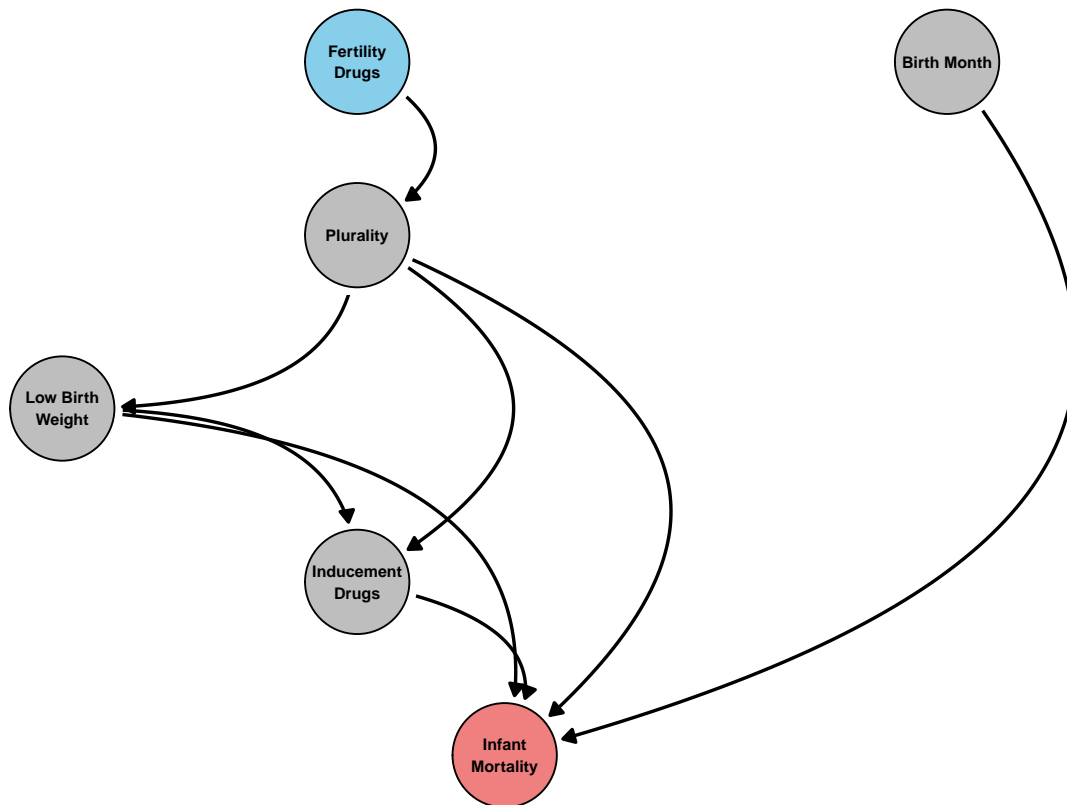 Fertility
Drugs
Birth Month
Plurality
Low Birth
Weight
Inducement
Drugs
Infant
Mortality